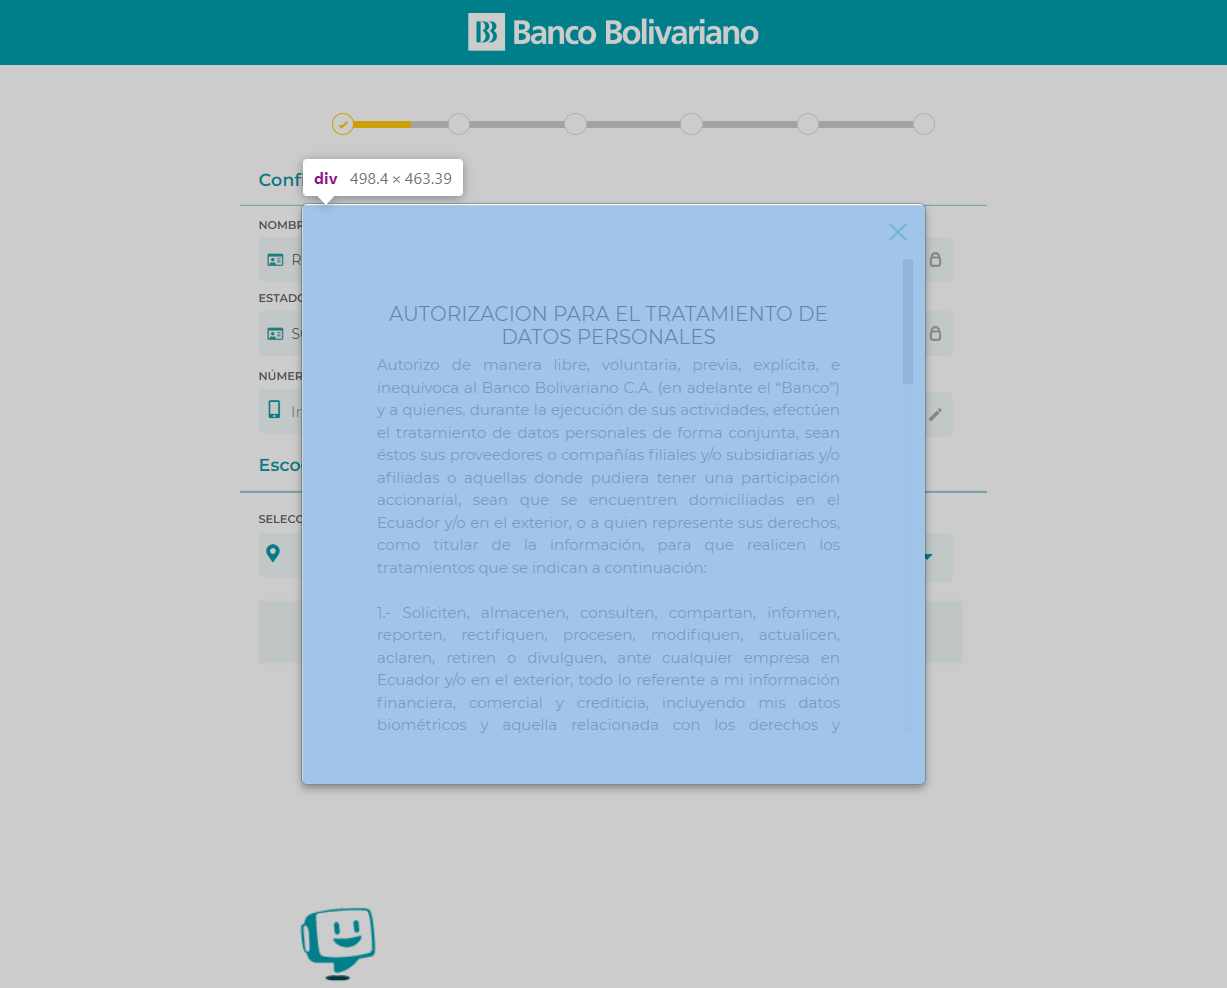 Banco Bolivariano
div 498.4 × 463.39
NOMBR
ESTADO
NÚMER
Esco
SELECC
AUTORIZACION PARA EL TRATAMIENTO DE
DATOS PERSONALES
Autorizo de manera libre, voluntaria, previa, explícita, e
inequívoca al Banco Bolivariano C.A. (en adelante el “Banco”)
y a quienes, durante la ejecución de sus actividades, efectúen
el tratamiento de datos personales de forma conjunta, sean
éstos sus proveedores o compañías filiales y/o subsidiarias y/o
afiliadas o aquellas donde pudiera tener una participación
accionarial, sean que se encuentren domiciliadas en el
Ecuador y/o en el exterior, o a quien represente sus derechos,
como titular de la información, para que realicen los
tratamientos que se indican a continuación:
1.- Soliciten, almacenen, consulten, compartan, informen,
reporten, rectifiquen, procesen, modifiquen, actualicen,
aclaren, retiren o divulguen, ante cualquier empresa en
Ecuador y/o en el exterior, todo lo referente a mi información
financiera, comercial y crediticia, incluyendo mis datos
biométricos y aquella relacionada con los derechos y